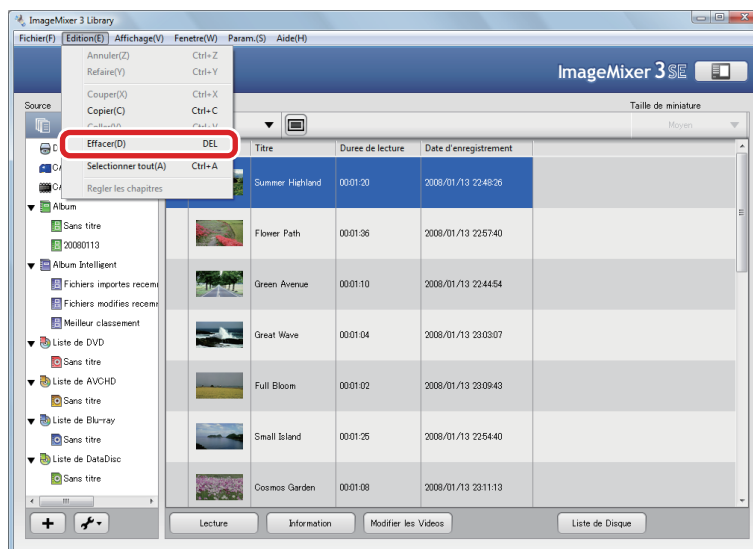 ImageMixer 3 Library
Fichier(F) Edition(E) Affichage(V) Fenetre(W) Param.(S) Aide(H)
Annuler(Z) Ctrl+Z
Refaire(Y) Ctrl+Y
Couper(X) Ctrl+X
Copier(C) Ctrl+C
Effacer(D) DEL
Selectionner tout(A) Ctrl+A
Regler les chapitres
ImageMixer 3 SE
Source
Taille de miniature
Moyen
Titre Duree de lecture Date d'enregistrement
Summer Highland 00:01:20 2008/01/13 22:48:26
Flower Path 00:01:36 2008/01/13 22:57:40
Green Avenue 00:01:10 2008/01/13 22:44:54
Great Wave 00:01:04 2008/01/13 23:03:07
Full Bloom 00:01:02 2008/01/13 23:09:43
Small Island 00:01:25 2008/01/13 22:54:40
Cosmos Garden 00:01:08 2008/01/13 23:11:13
Album
Sans titre
20080113
Album Intelligent
Fichiers importes recem
Fichiers modifies recem
Meilleur classement
Liste de DVD
Sans titre
Liste de AVCHD
Sans titre
Liste de Blu-ray
Sans titre
Liste de DataDisc
Sans titre
Lecture Information Modifier les Videos Liste de Disque